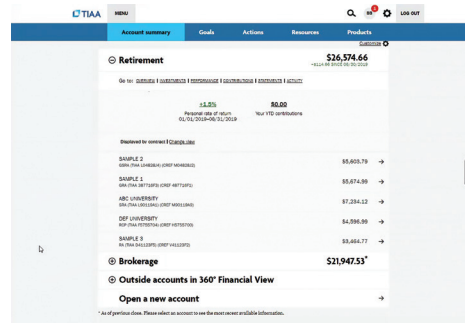 TIAA MENU 55 LOG OUT
Account summary Goals Actions Resources Products
Customize
Retirement $26,574.66
Go to: OVERVIEW | INVESTMENTS | PERFORMANCE | CONTRIBUTIONS | STATEMENTS | ACTIVITY
+1.5% $0.00
Personal rate of return Your YTD contributions
01/01/2019-08/31/2019
Displayed by contract | Change view
SAMPLE 2 $5,603.79
SAMPLE 1 $5,674.99
ABC UNIVERSITY $7,234.12
DEF UNIVERSITY $4,596.99
SAMPLE 3 $3,464.77
Brokerage $21,947.53*
Outside accounts in 360° Financial View
Open a new account
* As of previous close. Please select an account to see the most recent available information.